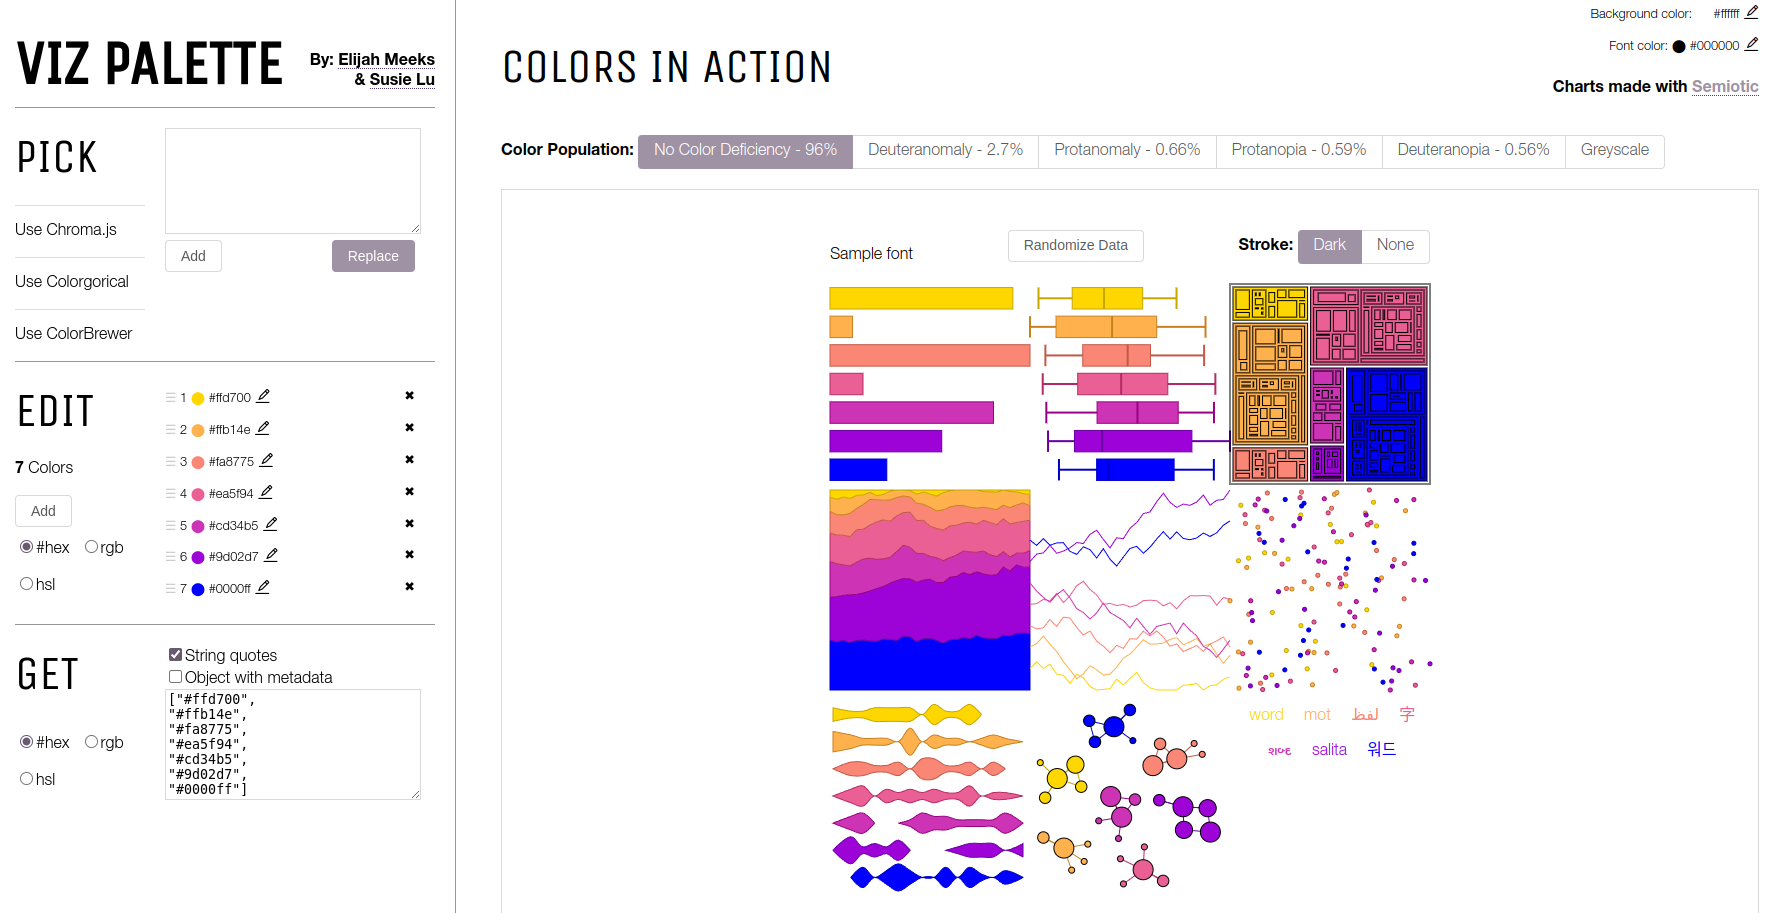 VIZ PALETTE
By: Elijah Meeks
& Susie Lu
PICK
Use Chroma.js
Use Colorgorical
Use ColorBrewer
Add
Replace
EDIT
7 Colors
Add
#hex
rgb
hsl
1 #ffd700
2 #ffb14e
3 #fa8775
4 #ea5f94
5 #cd34b5
6 #9d02d7
7 #0000ff
GET
#hex
rgb
hsl
String quotes
Object with metadata
["#ffd700",
"#ffb14e",
"#fa8775",
"#ea5f94",
"#cd34b5",
"#9d02d7",
"#0000ff"]
COLORS IN ACTION
Background color: #ffffff
Font color: #000000
Charts made with Semiotic
Color Population: No Color Deficiency - 96% Deuteranomaly - 2.7% Protanomaly - 0.66% Protanopia - 0.59% Deuteranopia - 0.56% Greyscale
Sample font
Randomize Data
Stroke: Dark None
word mot لفظ 字
salita 워드